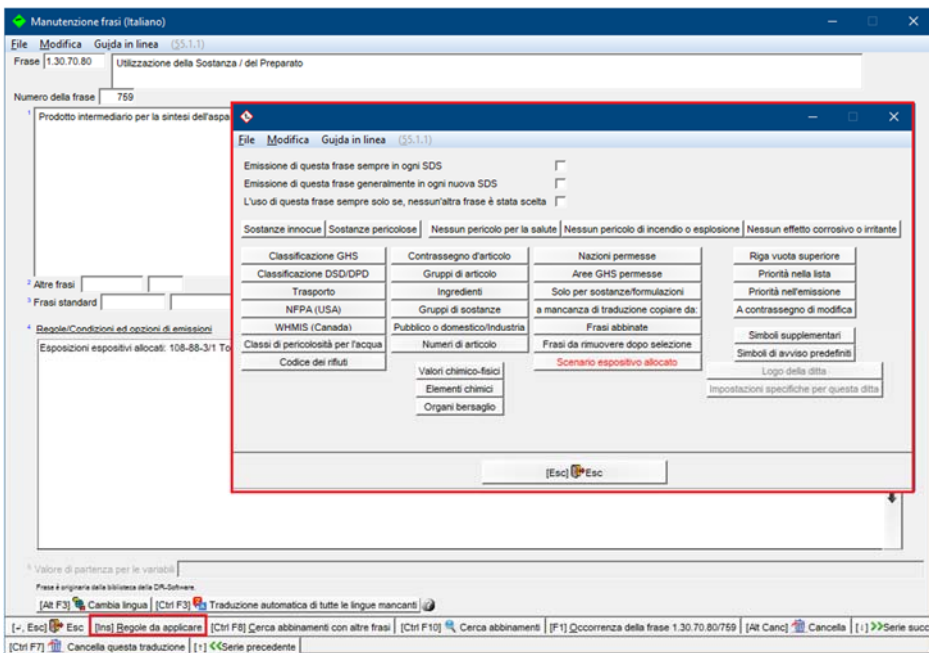 Manutenzione frasi (Italiano)
File Modifica Guida in linea (§5.1.1)
Frase 1.30.70.80 Utilizzazione della Sostanza / del Preparato
Numero della frase 759
1 Prodotto intermediario per la sintesi dell'aspa
2 Altre frasi
3 Frasi standard
4 Regole/Condizioni ed opzioni di emissioni
Esposizioni espositivi allocati: 108-88-3/1 To
File Modifica Guida in linea (§5.1.1)
Emissione di questa frase sempre in ogni SDS
Emissione di questa frase generalmente in ogni nuova SDS
L'uso di questa frase sempre solo se, nessun'altra frase è stata scelta
Sostanze innocue Sostanze pericolose Nessun pericolo per la salute Nessun pericolo di incendio o esplosione Nessun effetto corrosivo o irritante
Classificazione GHS Contrassegno d'articolo Nazioni permesse Riga vuota superiore
Classificazione DSD/DPD Gruppi di articolo Aree GHS permesse Priorità nella lista
Trasporto Ingredienti Solo per sostanze/formulazioni Priorità nell'emissione
NFPA (USA) Gruppi di sostanze a mancanza di traduzione copiare da: A contrassegno di modifica
WHMIS (Canada) Pubblico o domestico/Industria Frasi abbinate Simboli supplementari
Classi di pericolosità per l'acqua Numeri di articolo Frasi da rimuovere dopo selezione Simboli di avviso predefiniti
Codice dei rifiuti Valori chimico-fisici Scenario espositivo allocato Logo della ditta
Elementi chimici Impostazioni specifiche per questa ditta
Organi bersaglio
[Esc] Esc
5 Valore di partenza per le variabili
Frase è originaria dalla biblioteca della DR-Software.
[Alt F3] Cambia lingua [Ctrl F3] Traduzione automatica di tutte le lingue mancanti
[↵, Esc] Esc [Ins] Regole da applicare [Ctrl F8] Cerca abbinamenti con altre frasi [Ctrl F10] Cerca abbinamenti [F1] Occorrenza della frase 1.30.70.80/759 [Alt Canc] Cancella [↓] >>Serie succ
[Ctrl F7] Cancella questa traduzione [↑] <<Serie precedente